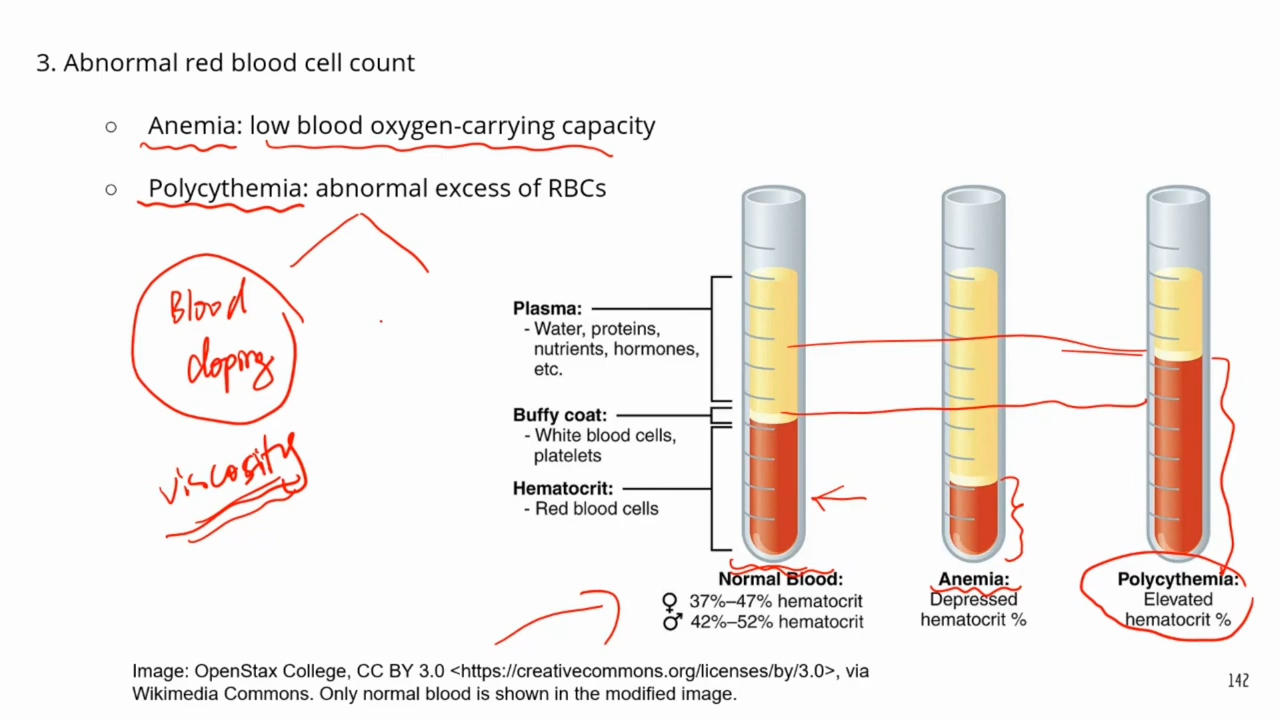 3. Abnormal red blood cell count
○ Anemia: low blood oxygen-carrying capacity
○ Polycythemia: abnormal excess of RBCs
Blood
doping
viscosity
Plasma:
- Water, proteins,
nutrients, hormones,
etc.
Buffy coat:
- White blood cells,
platelets
Hematocrit:
- Red blood cells
Normal Blood:
♀ 37%–47% hematocrit
♂ 42%–52% hematocrit
Anemia:
Depressed
hematocrit %
Polycythemia:
Elevated
hematocrit %
Image: OpenStax College, CC BY 3.0 <https://creativecommons.org/licenses/by/3.0>, via
Wikimedia Commons. Only normal blood is shown in the modified image.
142